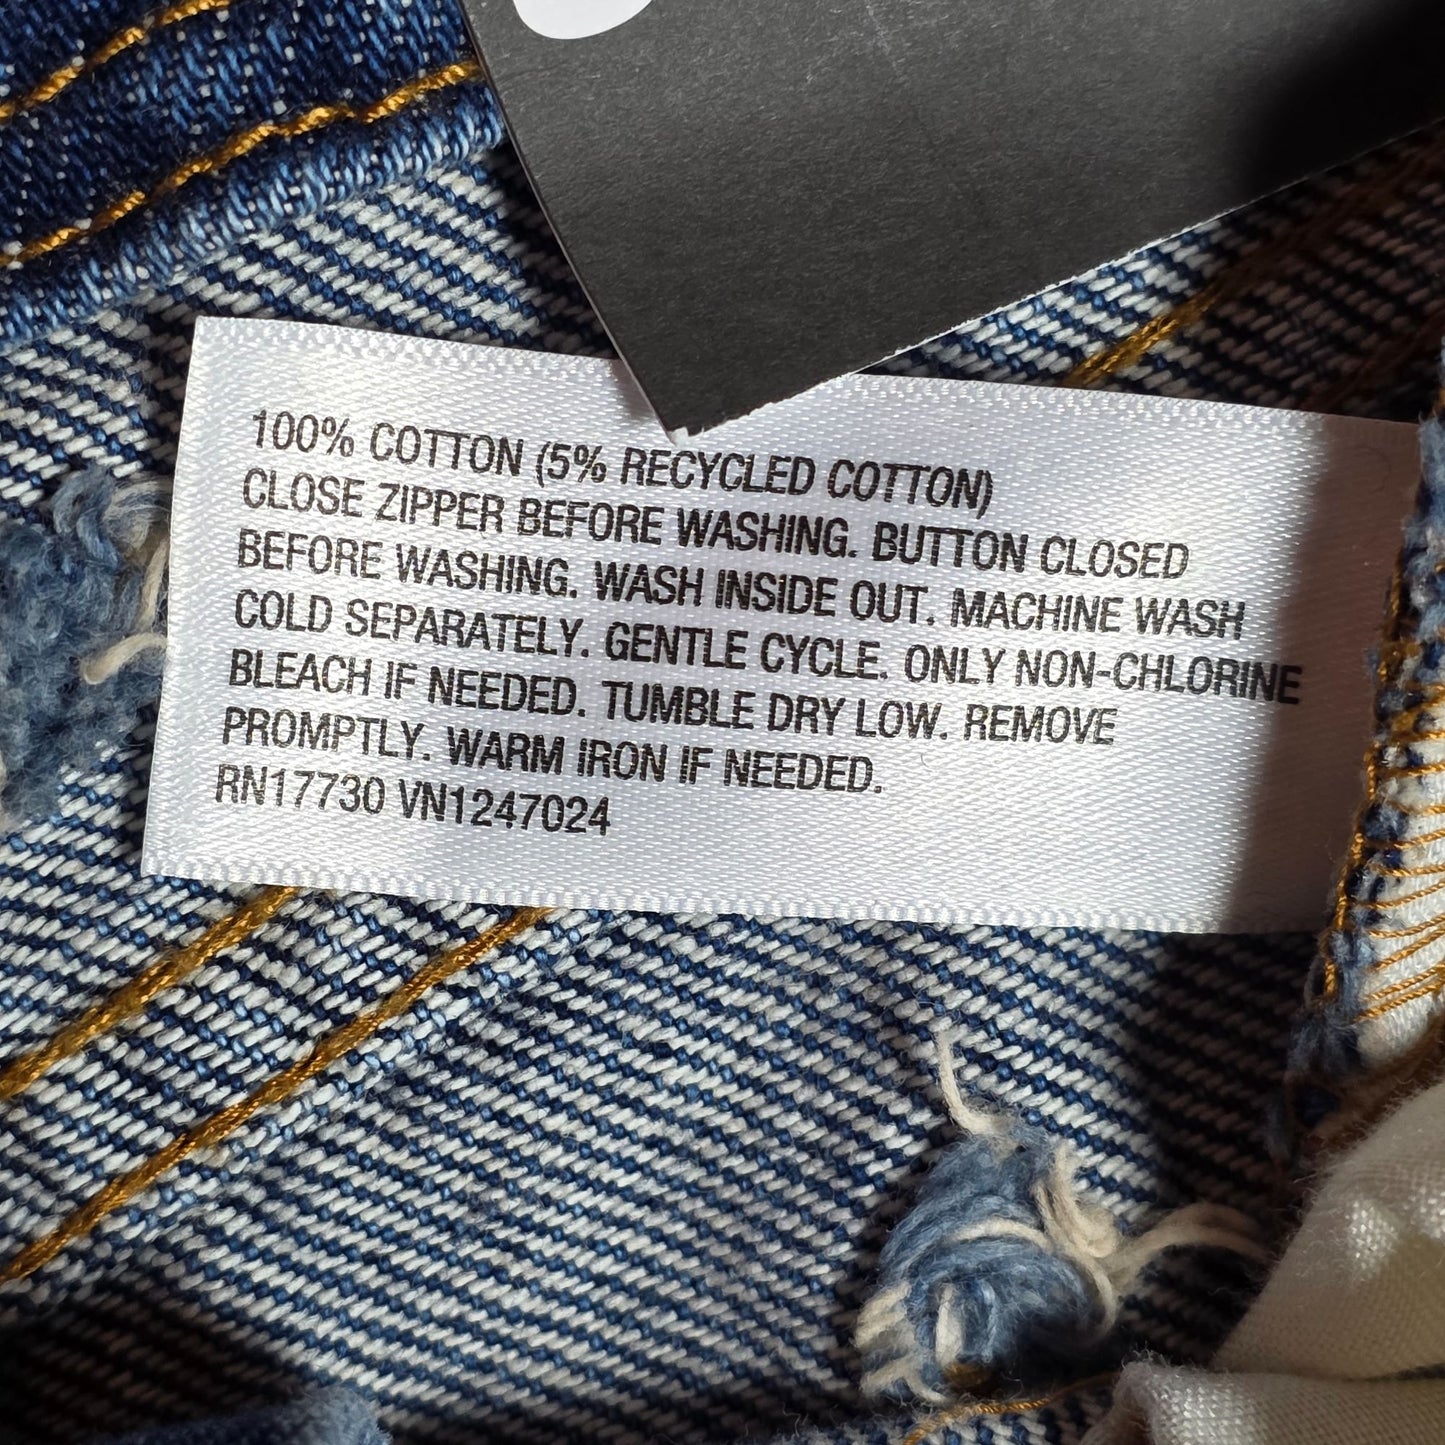 100% COTTON (5% RECYCLED COTTON)
CLOSE ZIPPER BEFORE WASHING. BUTTON CLOSED
BEFORE WASHING. WASH INSIDE OUT. MACHINE WASH
COLD SEPARATELY. GENTLE CYCLE. ONLY NON-CHLORINE
BLEACH IF NEEDED. TUMBLE DRY LOW. REMOVE
PROMPTLY. WARM IRON IF NEEDED.
RN17730 VN1247024